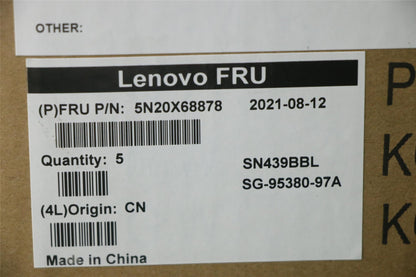 OTHER:
Lenovo FRU
(P)FRU P/N: 5N20X68878 2021-08-12
Quantity: 5
SN439BBL
SG-95380-97A
(4L)Origin: CN
Made in China
P
K
K